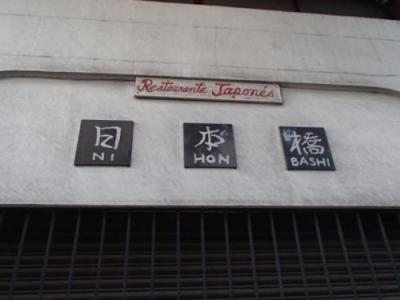 Restaurante Japonés
日 本 橋
NI HON BASHI